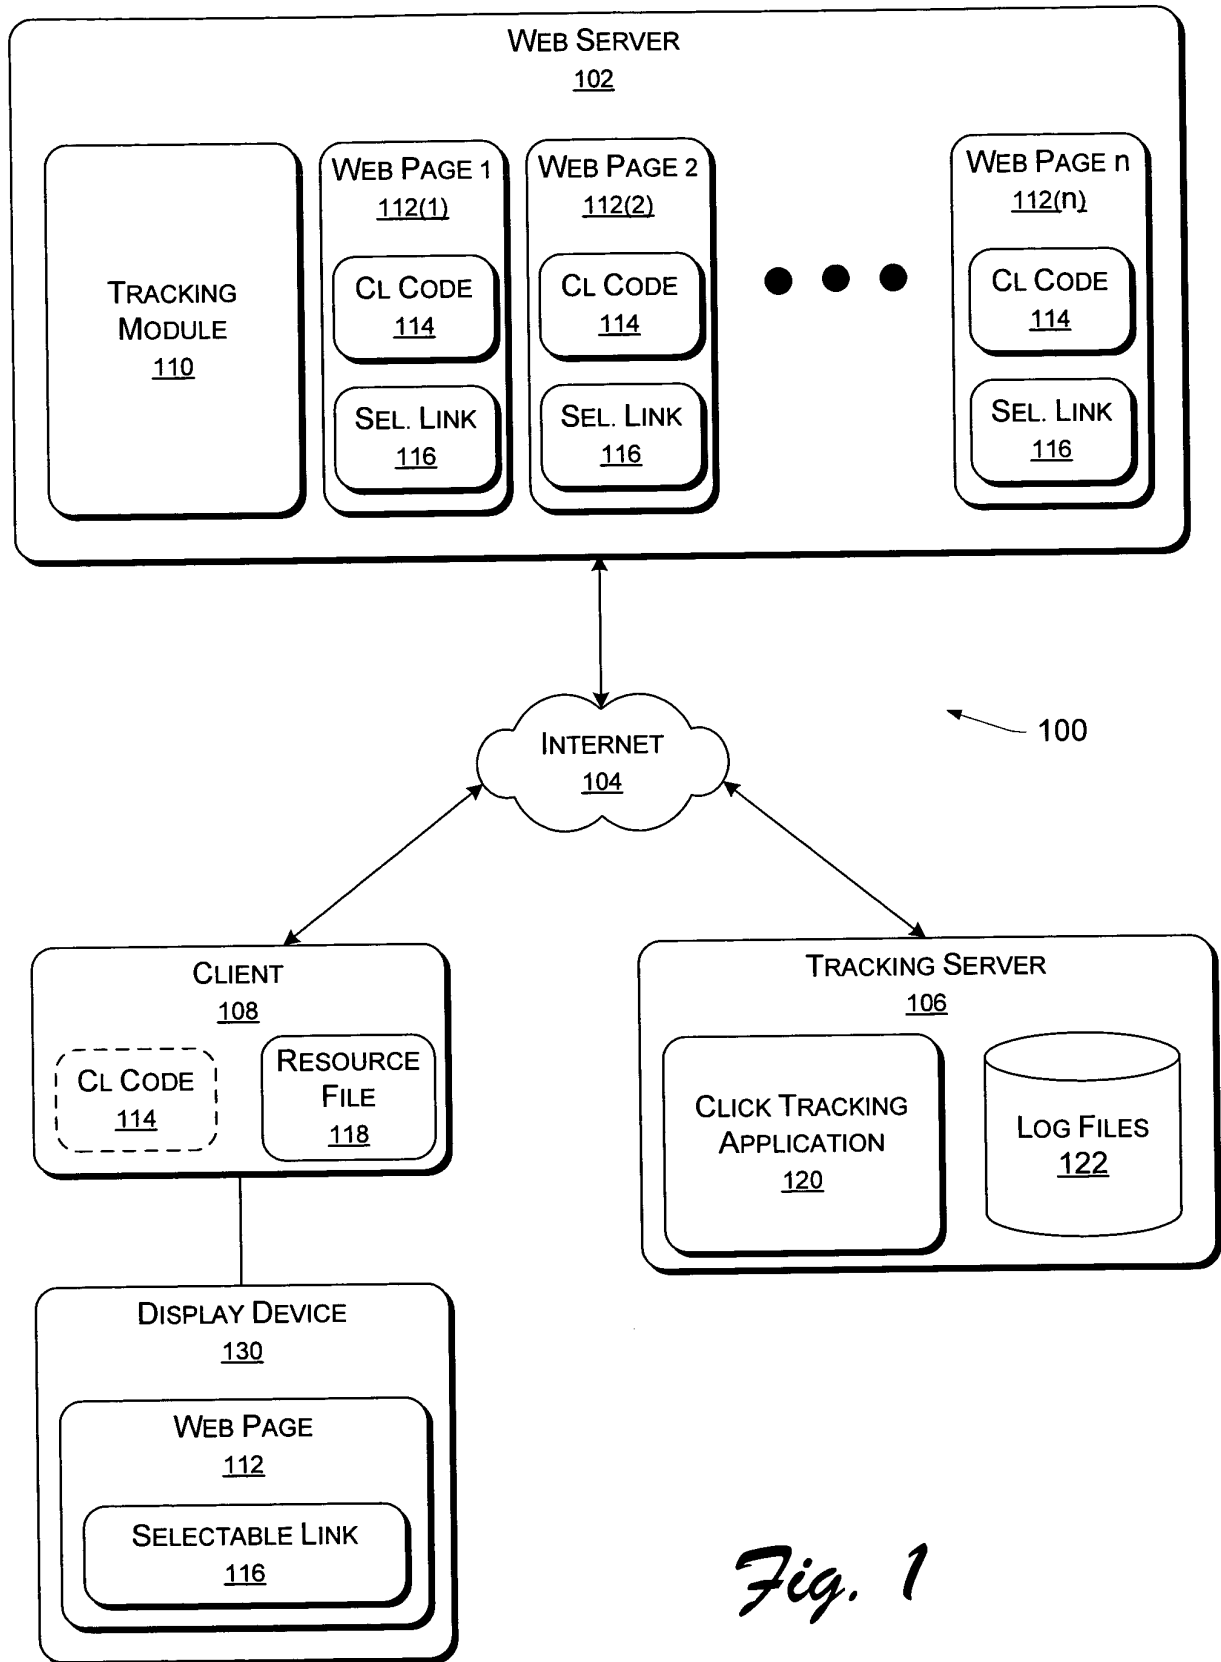 WEB SERVER
102
TRACKING
MODULE
110
WEB PAGE 1
112(1)
CL CODE
114
SEL. LINK
116
WEB PAGE 2
112(2)
CL CODE
114
SEL. LINK
116
WEB PAGE n
112(n)
CL CODE
114
SEL. LINK
116
INTERNET
104
100
CLIENT
108
CL CODE
114
RESOURCE
FILE
118
TRACKING SERVER
106
CLICK TRACKING
APPLICATION
120
LOG FILES
122
DISPLAY DEVICE
130
WEB PAGE
112
SELECTABLE LINK
116
Fig. 1